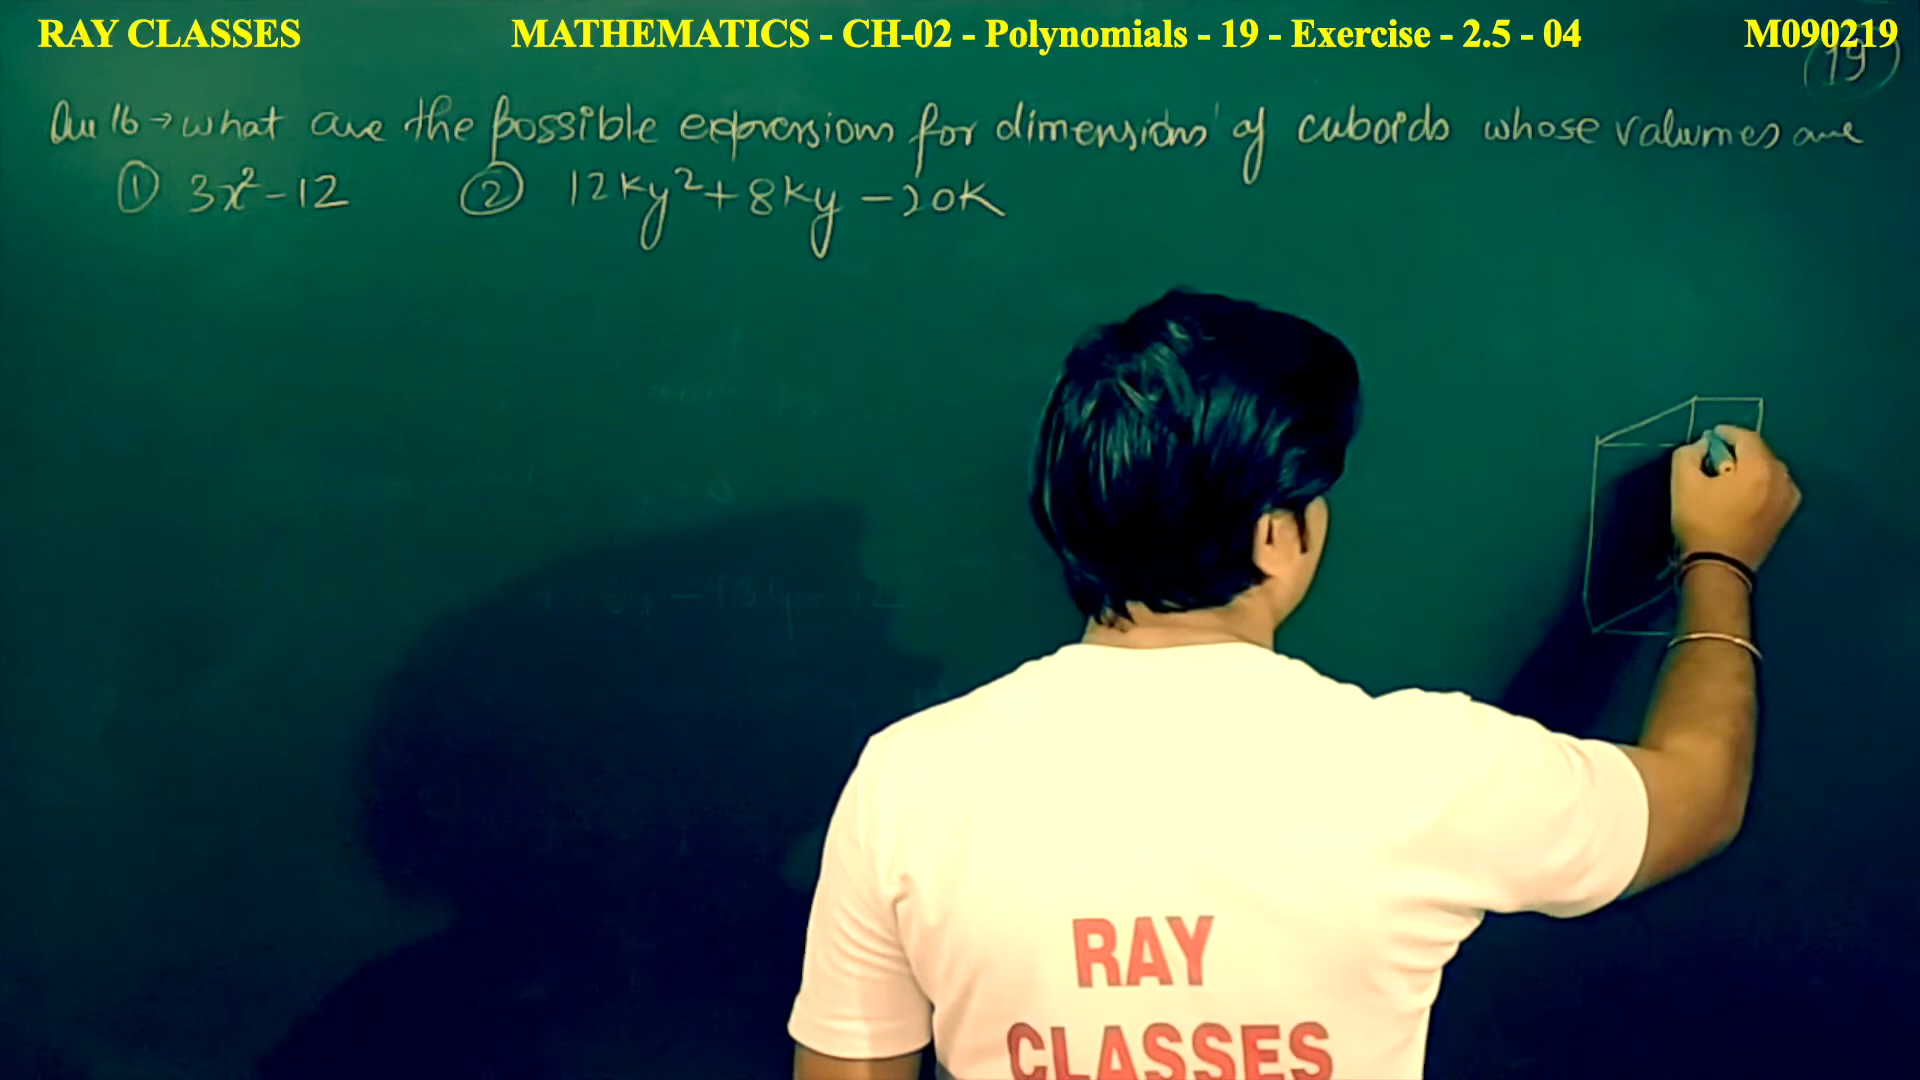 RAY CLASSES MATHEMATICS - CH-02 - Polynomials - 19 - Exercise - 2.5 - 04 M090219
(19)
Qu 16 → what are the possible expressions for dimensions of cuboids whose valumes are
① 3x²-12 ② 12Ky²+8Ky-20K
RAY
CLASSES